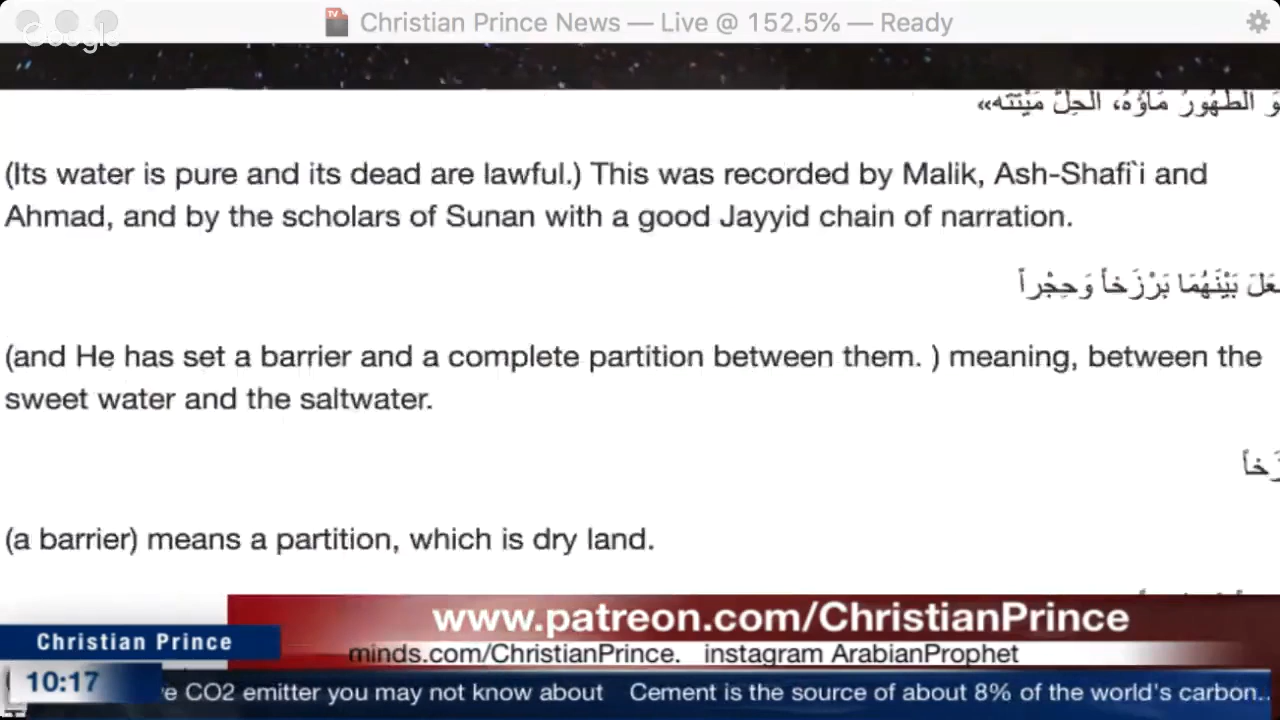 Christian Prince News — Live @ 152.5% — Ready
Google
وَ الطَّهُورُ مَاؤُهُ، الْحِلُّ مَيْتَتُه»
(Its water is pure and its dead are lawful.) This was recorded by Malik, Ash-Shafi`i and
Ahmad, and by the scholars of Sunan with a good Jayyid chain of narration.
بَيْنَهُمَا بَرْزَخاً وَحِجْراً
(and He has set a barrier and a complete partition between them. ) meaning, between the
sweet water and the saltwater.
(a barrier) means a partition, which is dry land.
www.patreon.com/ChristianPrince
Christian Prince
minds.com/ChristianPrince. instagram ArabianProphet
10:17
CO2 emitter you may not know about Cement is the source of about 8% of the world's carbon..